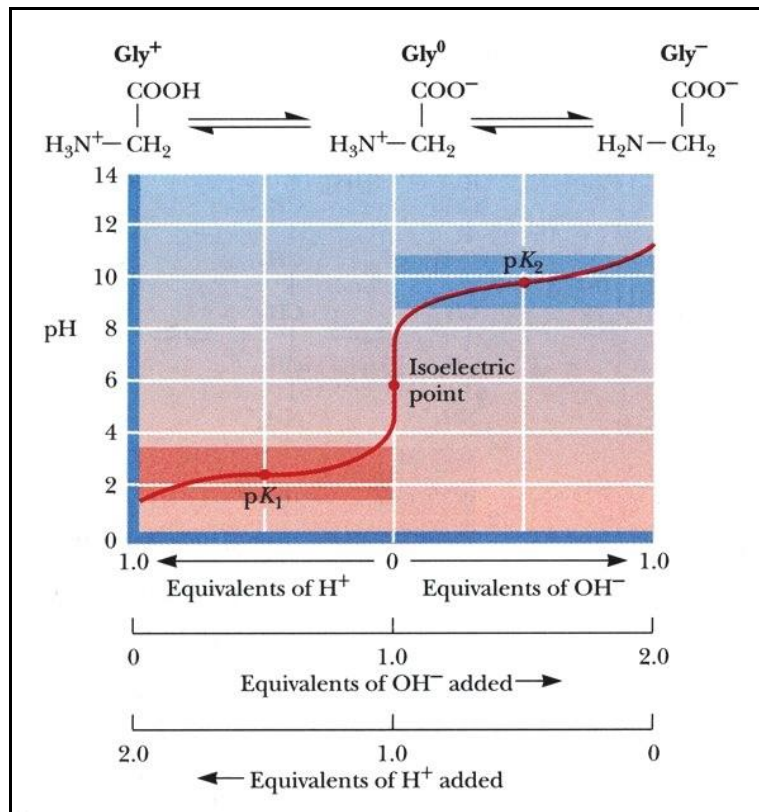 Gly⁺ Gly⁰ Gly⁻
COOH COO⁻ COO⁻
H₃N⁺—CH₂ H₃N⁺—CH₂ H₂N—CH₂
14
12
pK₂
10
pH 8
Isoelectric
6
point
4
2
pK₁
0
1.0 0 1.0
Equivalents of H⁺ Equivalents of OH⁻
0 1.0 2.0
Equivalents of OH⁻ added
2.0 1.0 0
Equivalents of H⁺ added